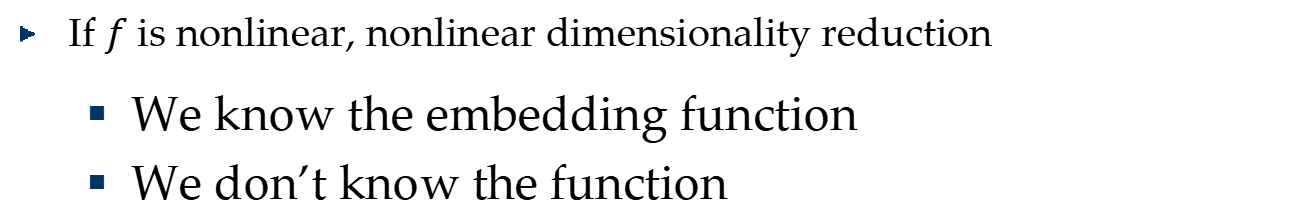 If f is nonlinear, nonlinear dimensionality reduction
We know the embedding function
We don’t know the function